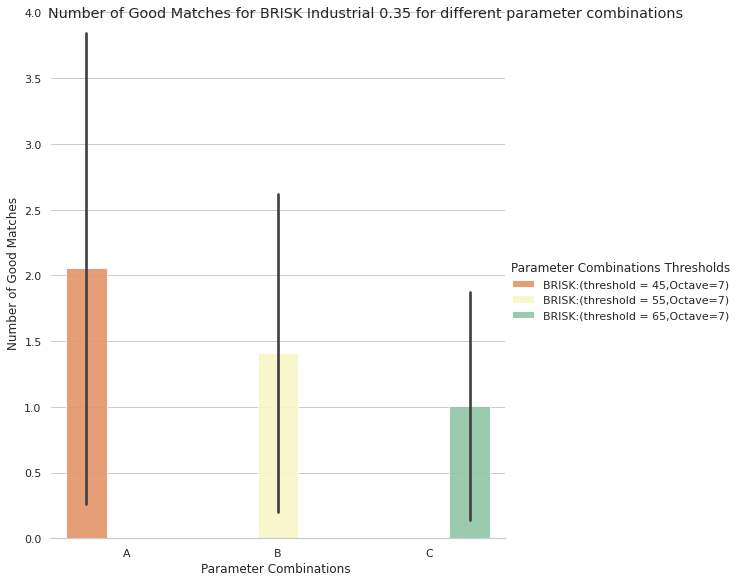 Number of Good Matches for BRISK Industrial 0.35 for different parameter combinations
4.0
3.5
3.0
2.5
2.0
1.5
1.0
0.5
0.0
Number of Good Matches
A B C
Parameter Combinations
Parameter Combinations Thresholds
BRISK:(threshold = 45,Octave=7)
BRISK:(threshold = 55,Octave=7)
BRISK:(threshold = 65,Octave=7)